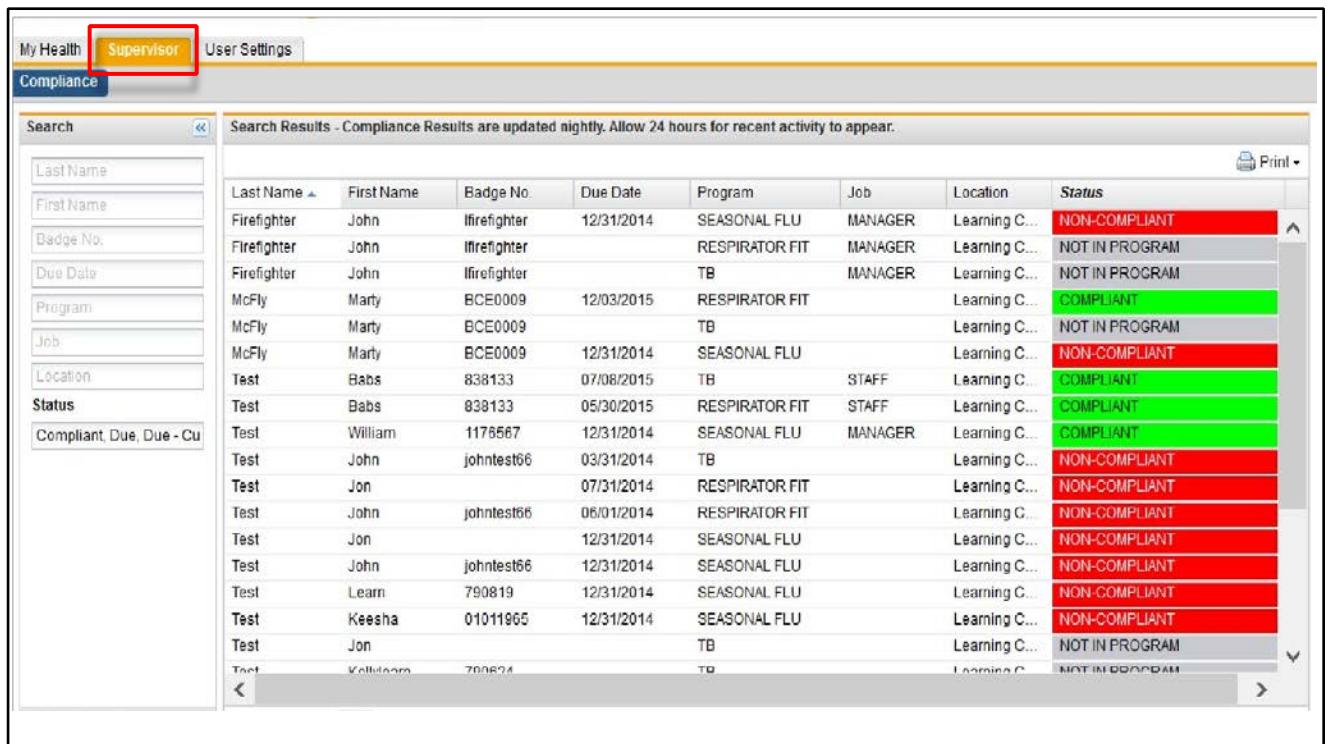 My Health Supervisor User Settings
Compliance
Search
Search Results - Compliance Results are updated nightly. Allow 24 hours for recent activity to appear.
Print
Last Name
First Name
Badge No.
Due Date
Program
Job
Location
Status
Compliant, Due, Due - Cu
Last Name First Name Badge No. Due Date Program Job Location Status
Firefighter John lfirefighter 12/31/2014 SEASONAL FLU MANAGER Learning C... NON-COMPLIANT
Firefighter John lfirefighter RESPIRATOR FIT MANAGER Learning C... NOT IN PROGRAM
Firefighter John lfirefighter TB MANAGER Learning C... NOT IN PROGRAM
McFly Marty BCE0009 12/03/2015 RESPIRATOR FIT Learning C... COMPLIANT
McFly Marty BCE0009 TB Learning C... NOT IN PROGRAM
McFly Marty BCE0009 12/31/2014 SEASONAL FLU Learning C... NON-COMPLIANT
Test Babs 838133 07/08/2015 TB STAFF Learning C... COMPLIANT
Test Babs 838133 05/30/2015 RESPIRATOR FIT STAFF Learning C... COMPLIANT
Test William 1176567 12/31/2014 SEASONAL FLU MANAGER Learning C... COMPLIANT
Test John johntest66 03/31/2014 TB Learning C... NON-COMPLIANT
Test Jon 07/31/2014 RESPIRATOR FIT Learning C... NON-COMPLIANT
Test John johntest66 06/01/2014 RESPIRATOR FIT Learning C... NON-COMPLIANT
Test Jon 12/31/2014 SEASONAL FLU Learning C... NON-COMPLIANT
Test John johntest66 12/31/2014 SEASONAL FLU Learning C... NON-COMPLIANT
Test Learn 790819 12/31/2014 SEASONAL FLU Learning C... NON-COMPLIANT
Test Keesha 01011965 12/31/2014 SEASONAL FLU Learning C... NON-COMPLIANT
Test Jon TB Learning C... NOT IN PROGRAM
Test Kellylearn 790624 TB Learning C... NOT IN PROGRAM